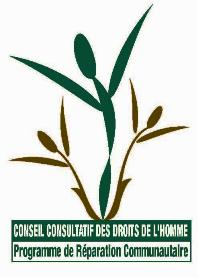 CONSEIL CONSULTATIF DES DROITS DE L'HOMME
Programme de Réparation Communautaire